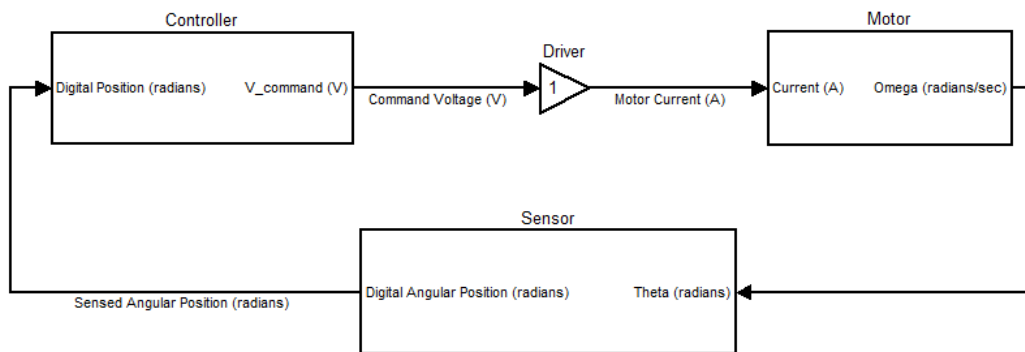 Controller
Motor
Driver
Digital Position (radians)
V_command (V)
1
Current (A)
Omega (radians/sec)
Command Voltage (V)
Motor Current (A)
Sensor
Digital Angular Position (radians)
Theta (radians)
Sensed Angular Position (radians)